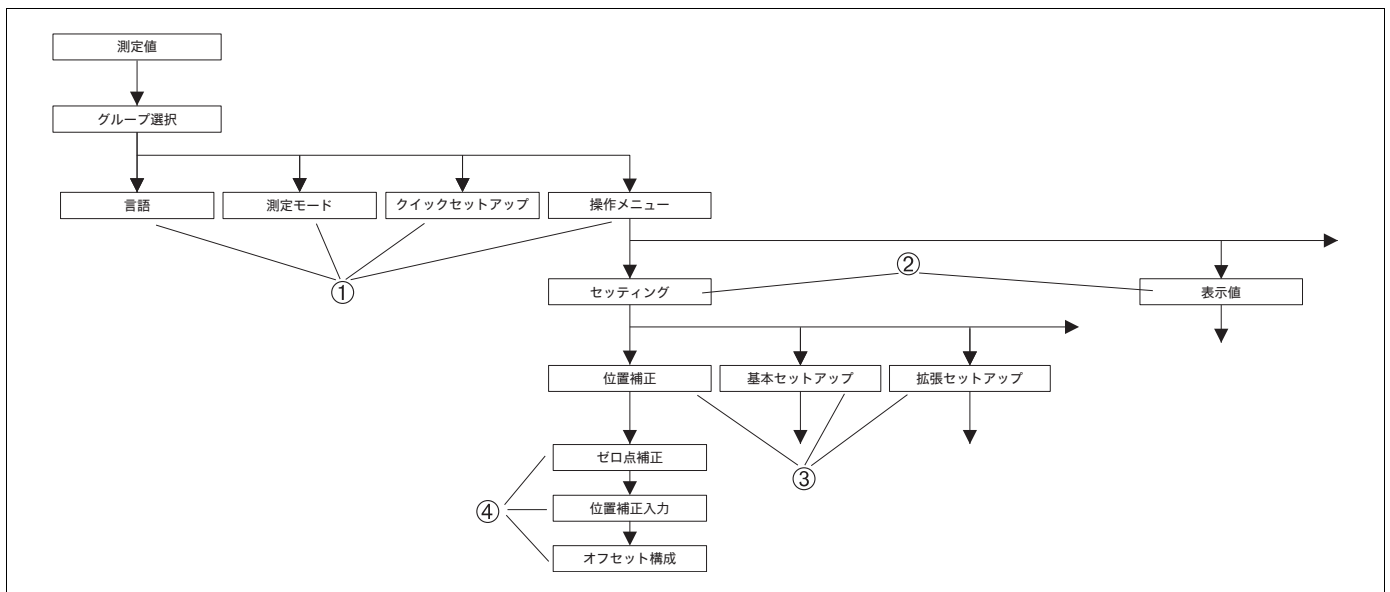 測定値
グループ選択
言語
測定モード
クイックセットアップ
操作メニュー
①
②
セッティング
表示値
位置補正
基本セットアップ
拡張セットアップ
③
ゼロ点補正
④
位置補正入力
オフセット構成